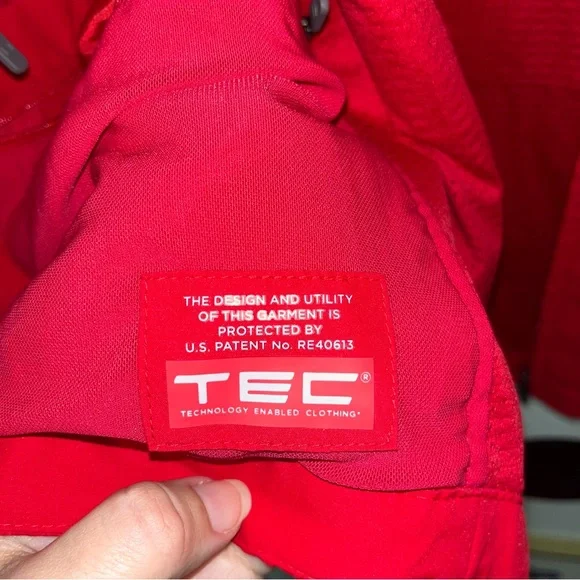 THE DESIGN AND UTILITY
OF THIS GARMENT IS
PROTECTED BY
U.S. PATENT No. RE40613
TEC®
TECHNOLOGY ENABLED CLOTHING®